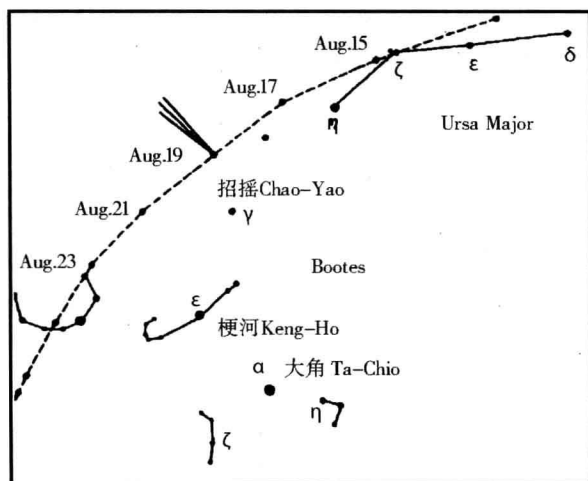 Aug.15
ζ
ε
δ
Aug.17
η
Ursa Major
Aug.19
招摇Chao-Yao
Aug.21
γ
Aug.23
Bootes
ε
梗河Keng-Ho
α 大角 Ta-Chio
η
ζ